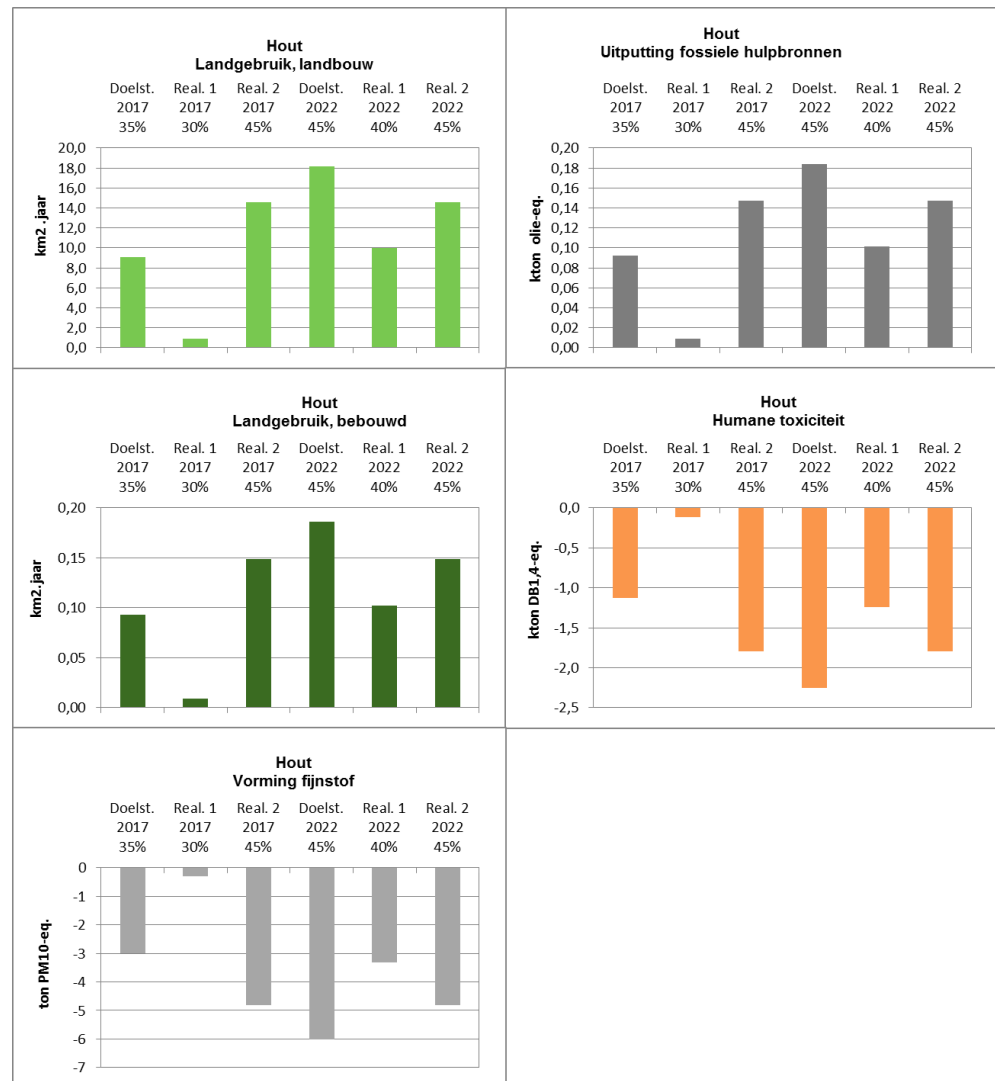 Hout
Landgebruik, landbouw
Doelst. Real. 1 Real. 2 Doelst. Real. 1 Real. 2
2017 2017 2017 2022 2022 2022
35% 30% 45% 45% 40% 45%
20,0
18,0
16,0
14,0
12,0
10,0
8,0
6,0
4,0
2,0
0,0
km2 .jaar
Hout
Uitputting fossiele hulpbronnen
Doelst. Real. 1 Real. 2 Doelst. Real. 1 Real. 2
2017 2017 2017 2022 2022 2022
35% 30% 45% 45% 40% 45%
0,20
0,18
0,16
0,14
0,12
0,10
0,08
0,06
0,04
0,02
0,00
kton olie-eq.
Hout
Landgebruik, bebouwd
Doelst. Real. 1 Real. 2 Doelst. Real. 1 Real. 2
2017 2017 2017 2022 2022 2022
35% 30% 45% 45% 40% 45%
0,20
0,15
0,10
0,05
0,00
km2.jaar
Hout
Humane toxiciteit
Doelst. Real. 1 Real. 2 Doelst. Real. 1 Real. 2
2017 2017 2017 2022 2022 2022
35% 30% 45% 45% 40% 45%
0,0
-0,5
-1,0
-1,5
-2,0
-2,5
kton DB1,4-eq.
Hout
Vorming fijnstof
Doelst. Real. 1 Real. 2 Doelst. Real. 1 Real. 2
2017 2017 2017 2022 2022 2022
35% 30% 45% 45% 40% 45%
0
-1
-2
-3
-4
-5
-6
-7
ton PM10-eq.